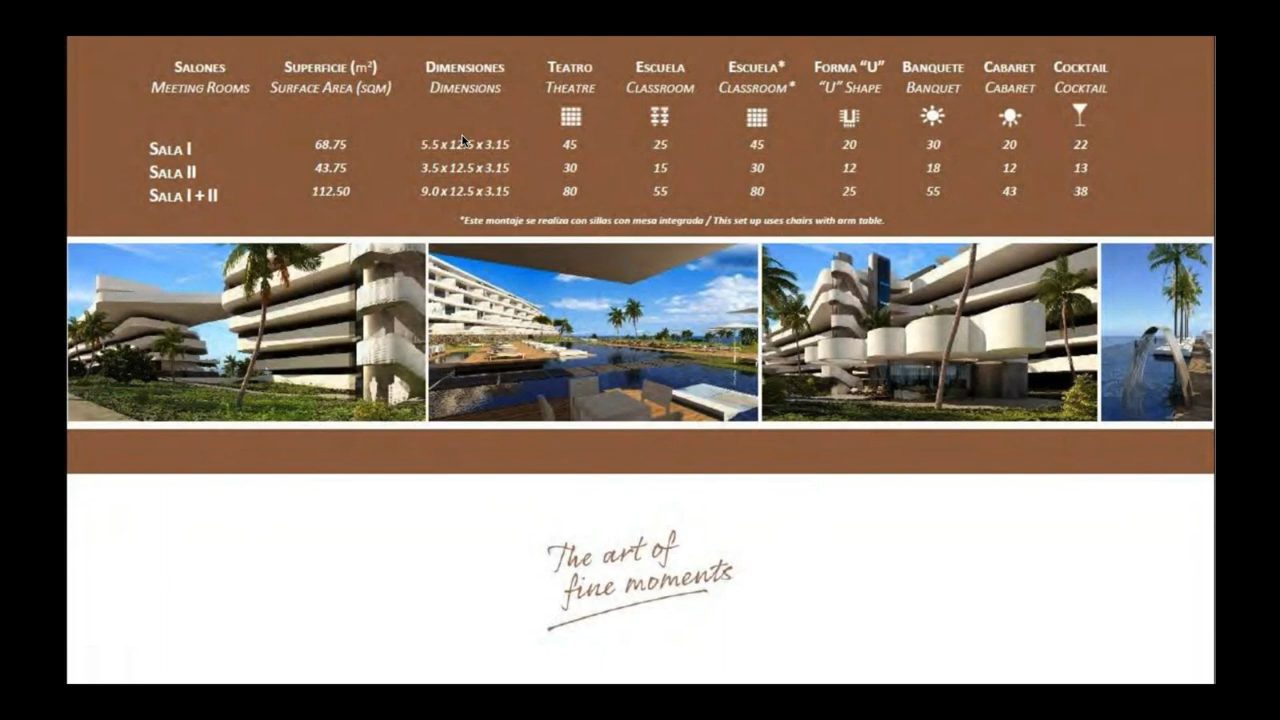 SALONES SUPERFICIE (m²) DIMENSIONES TEATRO ESCUELA ESCUELA* FORMA “U” BANQUETE CABARET COCKTAIL
MEETING ROOMS SURFACE AREA (SQM) DIMENSIONS THEATRE CLASSROOM CLASSROOM* “U” SHAPE BANQUET CABARET COCKTAIL
SALA I 68.75 5.5 x 12.5 x 3.15 45 25 45 20 30 20 22
SALA II 43.75 3.5 x 12.5 x 3.15 30 15 30 12 18 12 13
SALA I + II 112.50 9.0 x 12.5 x 3.15 80 55 80 25 55 43 38
*Este montaje se realiza con sillas con mesa integrada / This set up uses chairs with arm table.
The art of
fine moments